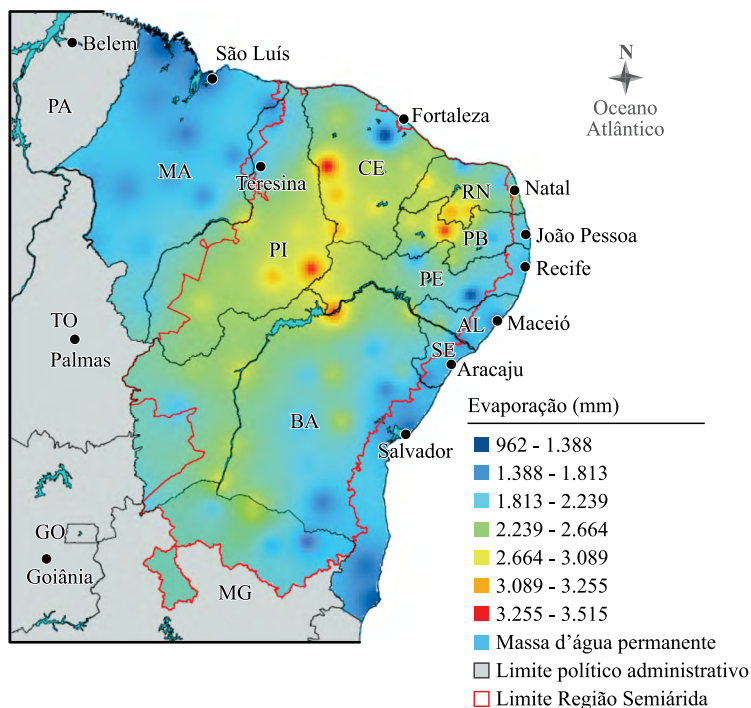 Belem
São Luís
N
Oceano
Atlântico
PA
Fortaleza
MA
CE
Teresina
RN
Natal
PI
PB
João Pessoa
PE
Recife
TO
AL
Maceió
Palmas
SE
Aracaju
BA
Salvador
GO
Goiânia
MG
Evaporação (mm)
962 - 1.388
1.388 - 1.813
1.813 - 2.239
2.239 - 2.664
2.664 - 3.089
3.089 - 3.255
3.255 - 3.515
Massa d'água permanente
Limite político administrativo
Limite Região Semiárida